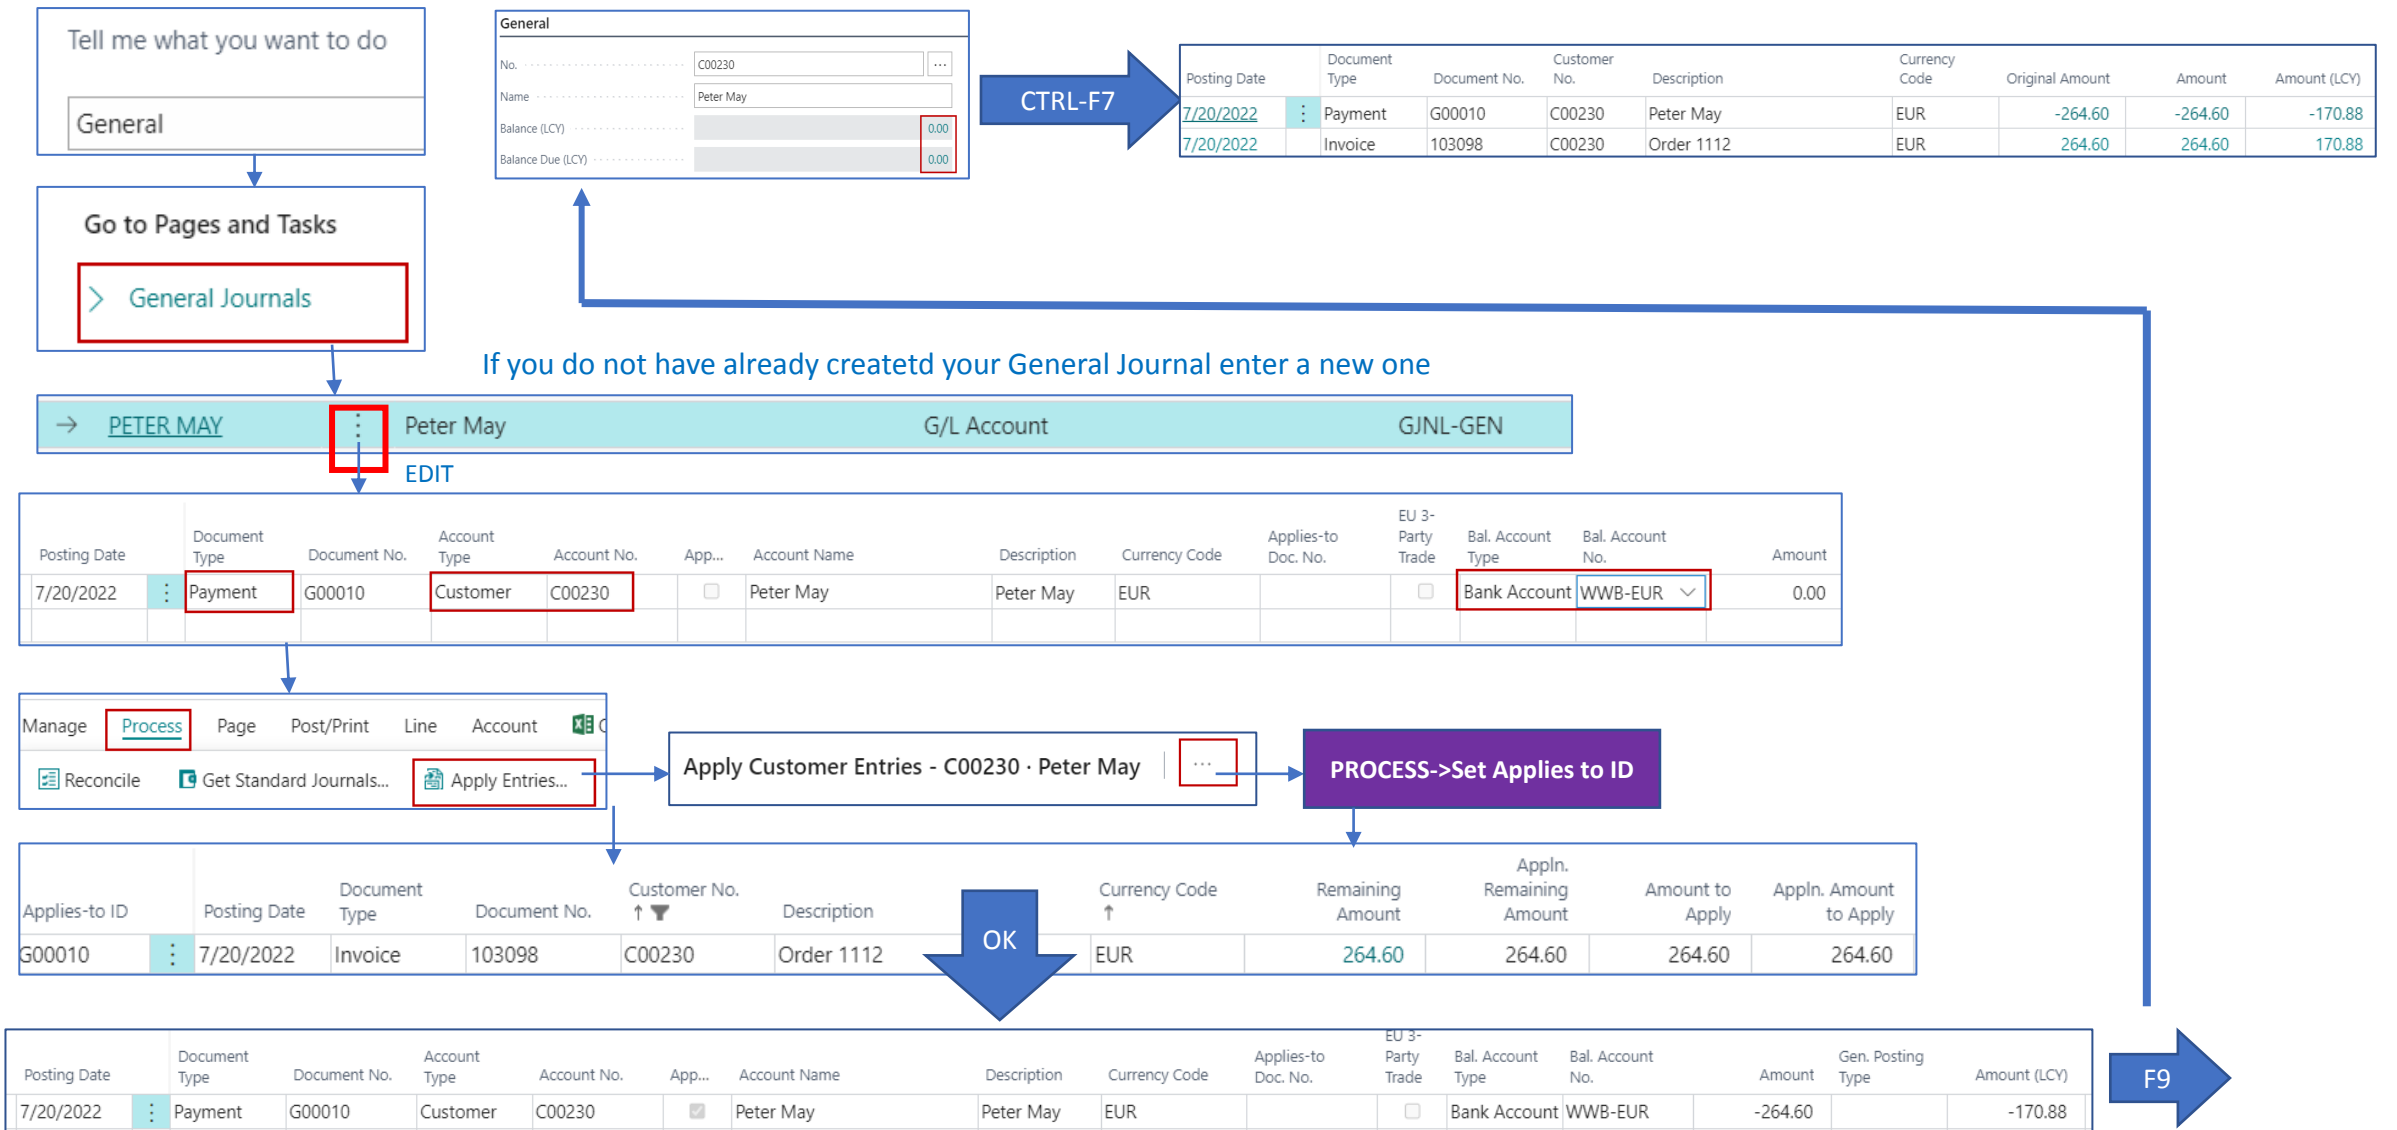 Tell me what you want to do
General
Go to Pages and Tasks
General Journals
General
No. C00230 ...
Name Peter May
Balance (LCY) 0.00
Balance Due (LCY) 0.00
CTRL-F7
Posting Date Document Type Document No. Customer No. Description Currency Code Original Amount Amount Amount (LCY)
7/20/2022 Payment G00010 C00230 Peter May EUR -264.60 -264.60 -170.88
7/20/2022 Invoice 103098 C00230 Order 1112 EUR 264.60 264.60 170.88
If you do not have already createtd your General Journal enter a new one
→ PETER MAY Peter May G/L Account GJNL-GEN
EDIT
Posting Date Document Type Document No. Account Type Account No. App... Account Name Description Currency Code Applies-to Doc. No. EU 3-Party Trade Bal. Account Type Bal. Account No. Amount
7/20/2022 Payment G00010 Customer C00230 Peter May Peter May EUR Bank Account WWB-EUR 0.00
Manage Process Page Post/Print Line Account
Reconcile Get Standard Journals... Apply Entries...
Apply Customer Entries - C00230 · Peter May ...
PROCESS->Set Applies to ID
Applies-to ID Posting Date Document Type Document No. Customer No. ↑ Description Currency Code ↑ Remaining Amount Appln. Remaining Amount Amount to Apply Appln. Amount to Apply
G00010 7/20/2022 Invoice 103098 C00230 Order 1112 EUR 264.60 264.60 264.60 264.60
OK
Posting Date Document Type Document No. Account Type Account No. App... Account Name Description Currency Code Applies-to Doc. No. EU 3-Party Trade Bal. Account Type Bal. Account No. Amount Gen. Posting Type Amount (LCY)
7/20/2022 Payment G00010 Customer C00230 Peter May Peter May EUR Bank Account WWB-EUR -264.60 -170.88
F9